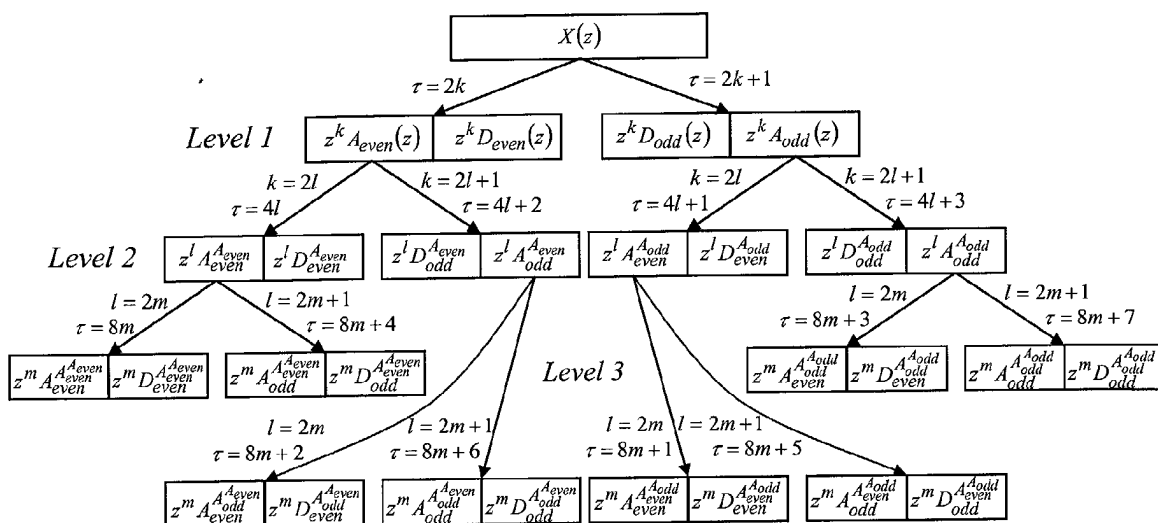 X(z)
τ = 2k τ = 2k+1
Level 1 z^k A_even(z) z^k D_even(z) z^k D_odd(z) z^k A_odd(z)
k = 2l k = 2l+1 k = 2l k = 2l+1
τ = 4l τ = 4l+2 τ = 4l+1 τ = 4l+3
Level 2 z^l A_even^{A_even} z^l D_even^{A_even} z^l D_odd^{A_even} z^l A_odd^{A_even} z^l A_even^{A_odd} z^l D_even^{A_odd} z^l D_odd^{A_odd} z^l A_odd^{A_odd}
l = 2m l = 2m+1 l = 2m l = 2m+1
τ = 8m τ = 8m+4 τ = 8m+3 τ = 8m+7
z^m A_even^{A_even^{A_even}} z^m D_even^{A_even^{A_even}} z^m A_odd^{A_even^{A_even}} z^m D_odd^{A_even^{A_even}} Level 3 z^m A_even^{A_odd^{A_odd}} z^m D_even^{A_odd^{A_odd}} z^m A_odd^{A_odd^{A_odd}} z^m D_odd^{A_odd^{A_odd}}
l = 2m l = 2m+1 l = 2m l = 2m+1
τ = 8m+2 τ = 8m+6 τ = 8m+1 τ = 8m+5
z^m A_even^{A_odd^{A_even}} z^m D_even^{A_odd^{A_even}} z^m A_odd^{A_odd^{A_even}} z^m D_odd^{A_odd^{A_even}} z^m A_even^{A_even^{A_odd}} z^m D_even^{A_even^{A_odd}} z^m A_odd^{A_even^{A_odd}} z^m D_odd^{A_even^{A_odd}}